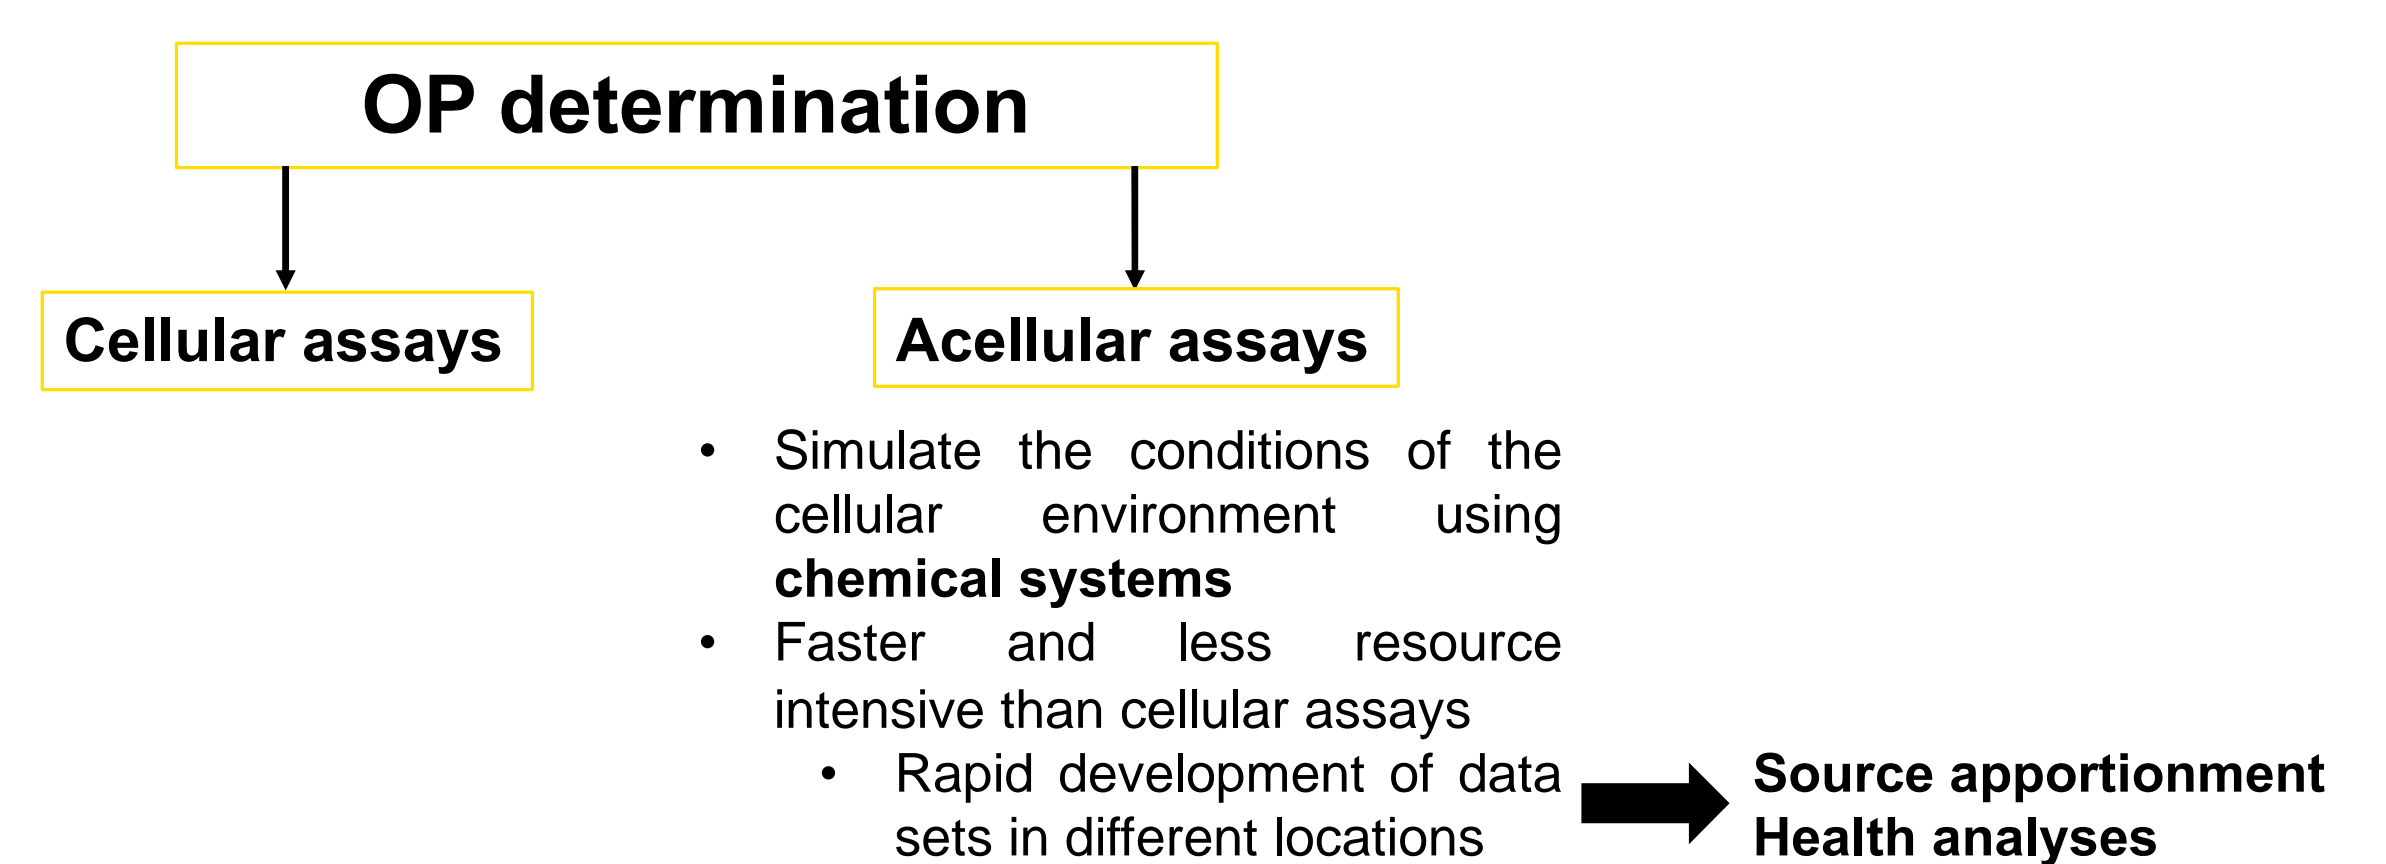 OP determination
Cellular assays
Acellular assays
• Simulate the conditions of the
cellular environment using
chemical systems
• Faster and less resource
intensive than cellular assays
• Rapid development of data
sets in different locations
Source apportionment
Health analyses